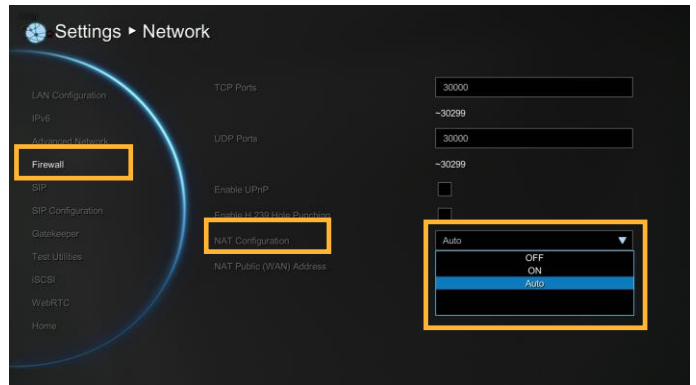 Settings ▸ Network
LAN Configuration
IPv6
Advanced Network
Firewall
SIP
SIP Configuration
Gatekeeper
Test Utilities
iSCSI
WebRTC
Home
TCP Ports
30000
~30299
UDP Ports
30000
~30299
Enable UPnP
Enable H.239 Hole Punching
NAT Configuration
Auto
OFF
ON
Auto
NAT Public (WAN) Address